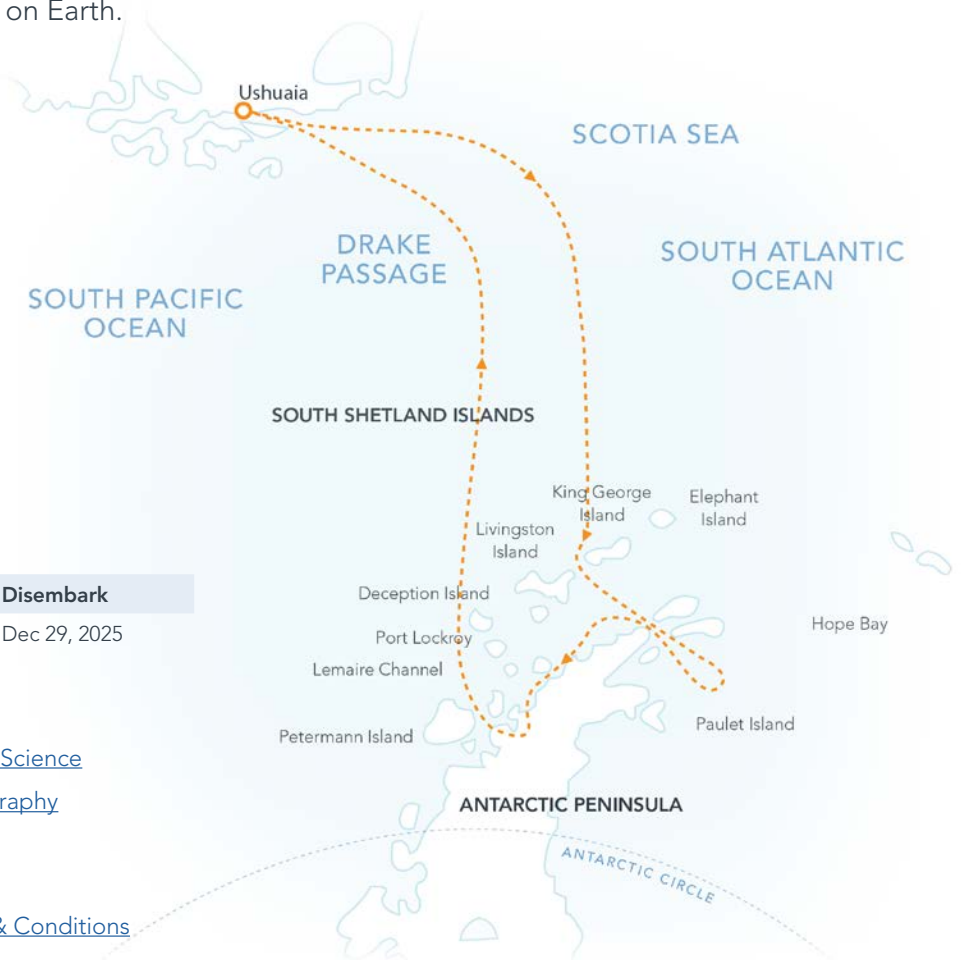 on Earth.
Ushuaia
SCOTIA SEA
DRAKE
PASSAGE
SOUTH ATLANTIC
OCEAN
SOUTH PACIFIC
OCEAN
SOUTH SHETLAND ISLANDS
King George
Island
Elephant
Island
Livingston
Island
Deception Island
Port Lockroy
Lemaire Channel
Petermann Island
Hope Bay
Paulet Island
ANTARCTIC PENINSULA
ANTARCTIC CIRCLE
Disembark
Dec 29, 2025
Science
raphy
& Conditions